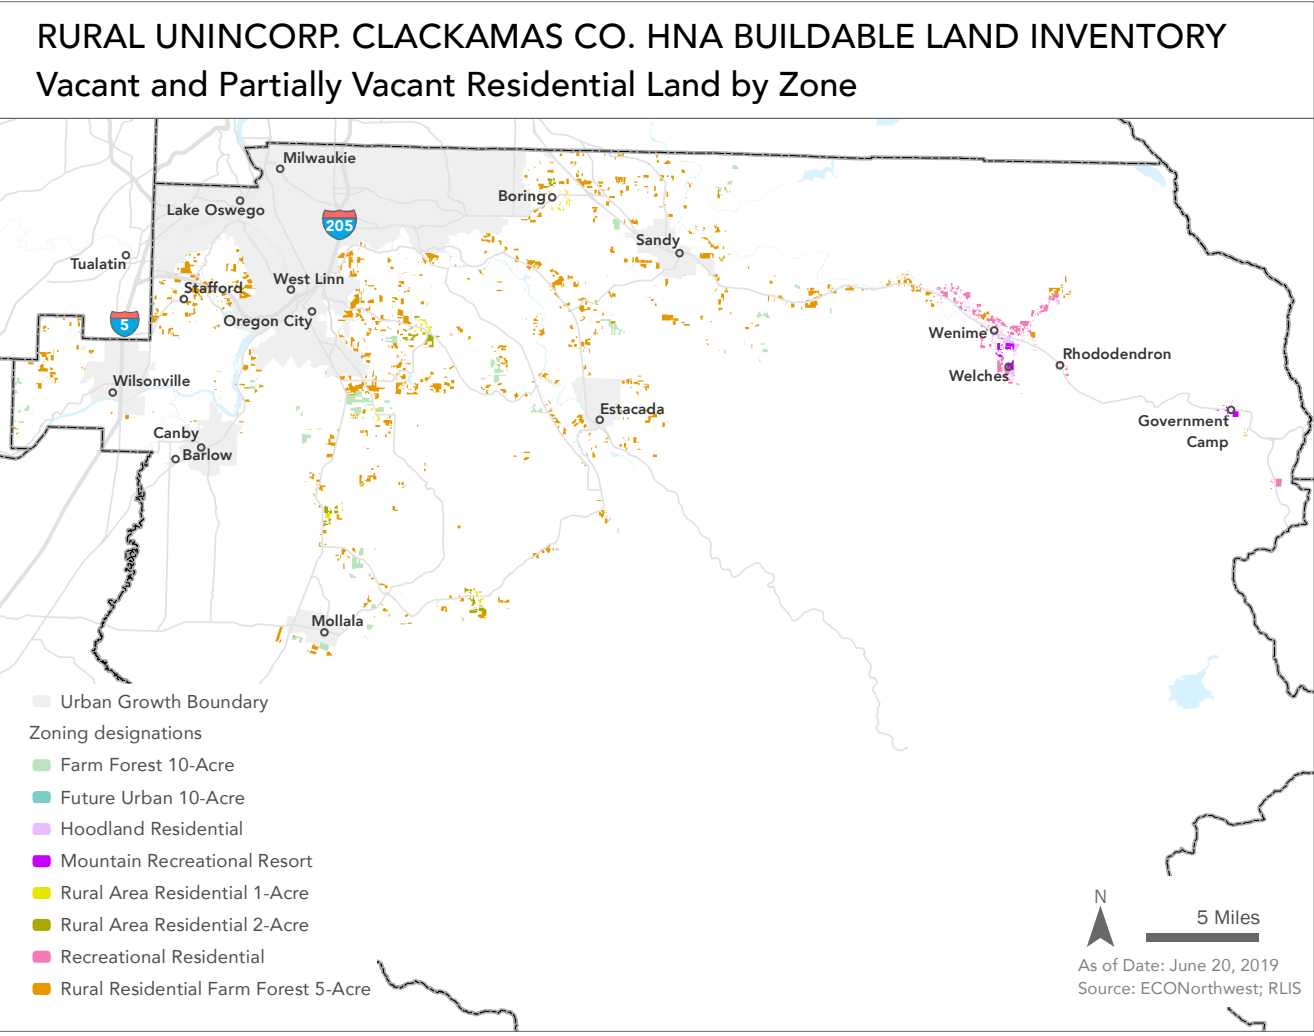 RURAL UNINCORP. CLACKAMAS CO. HNA BUILDABLE LAND INVENTORY
Vacant and Partially Vacant Residential Land by Zone
Milwaukie
Boring
Lake Oswego
205
Sandy
Tualatin
West Linn
Stafford
Oregon City
5
Wenime
Rhododendron
Welches
Wilsonville
Estacada
Government
Camp
Canby
Barlow
Mollala
Urban Growth Boundary
Zoning designations
Farm Forest 10-Acre
Future Urban 10-Acre
Hoodland Residential
Mountain Recreational Resort
Rural Area Residential 1-Acre
Rural Area Residential 2-Acre
Recreational Residential
Rural Residential Farm Forest 5-Acre
N
5 Miles
As of Date: June 20, 2019
Source: ECONorthwest; RLIS